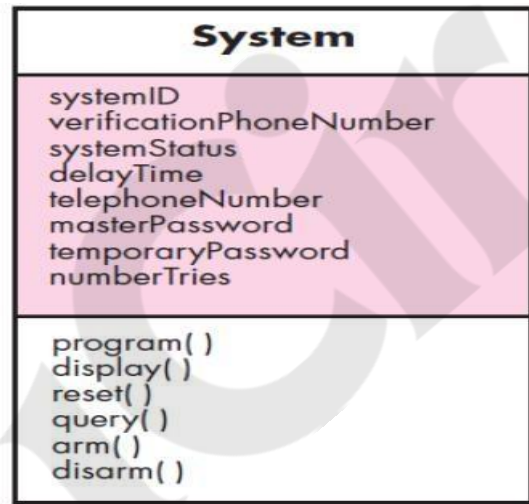 System
systemID
verificationPhoneNumber
systemStatus
delayTime
telephoneNumber
masterPassword
temporaryPassword
numberTries
program( )
display( )
reset( )
query( )
arm( )
disarm( )